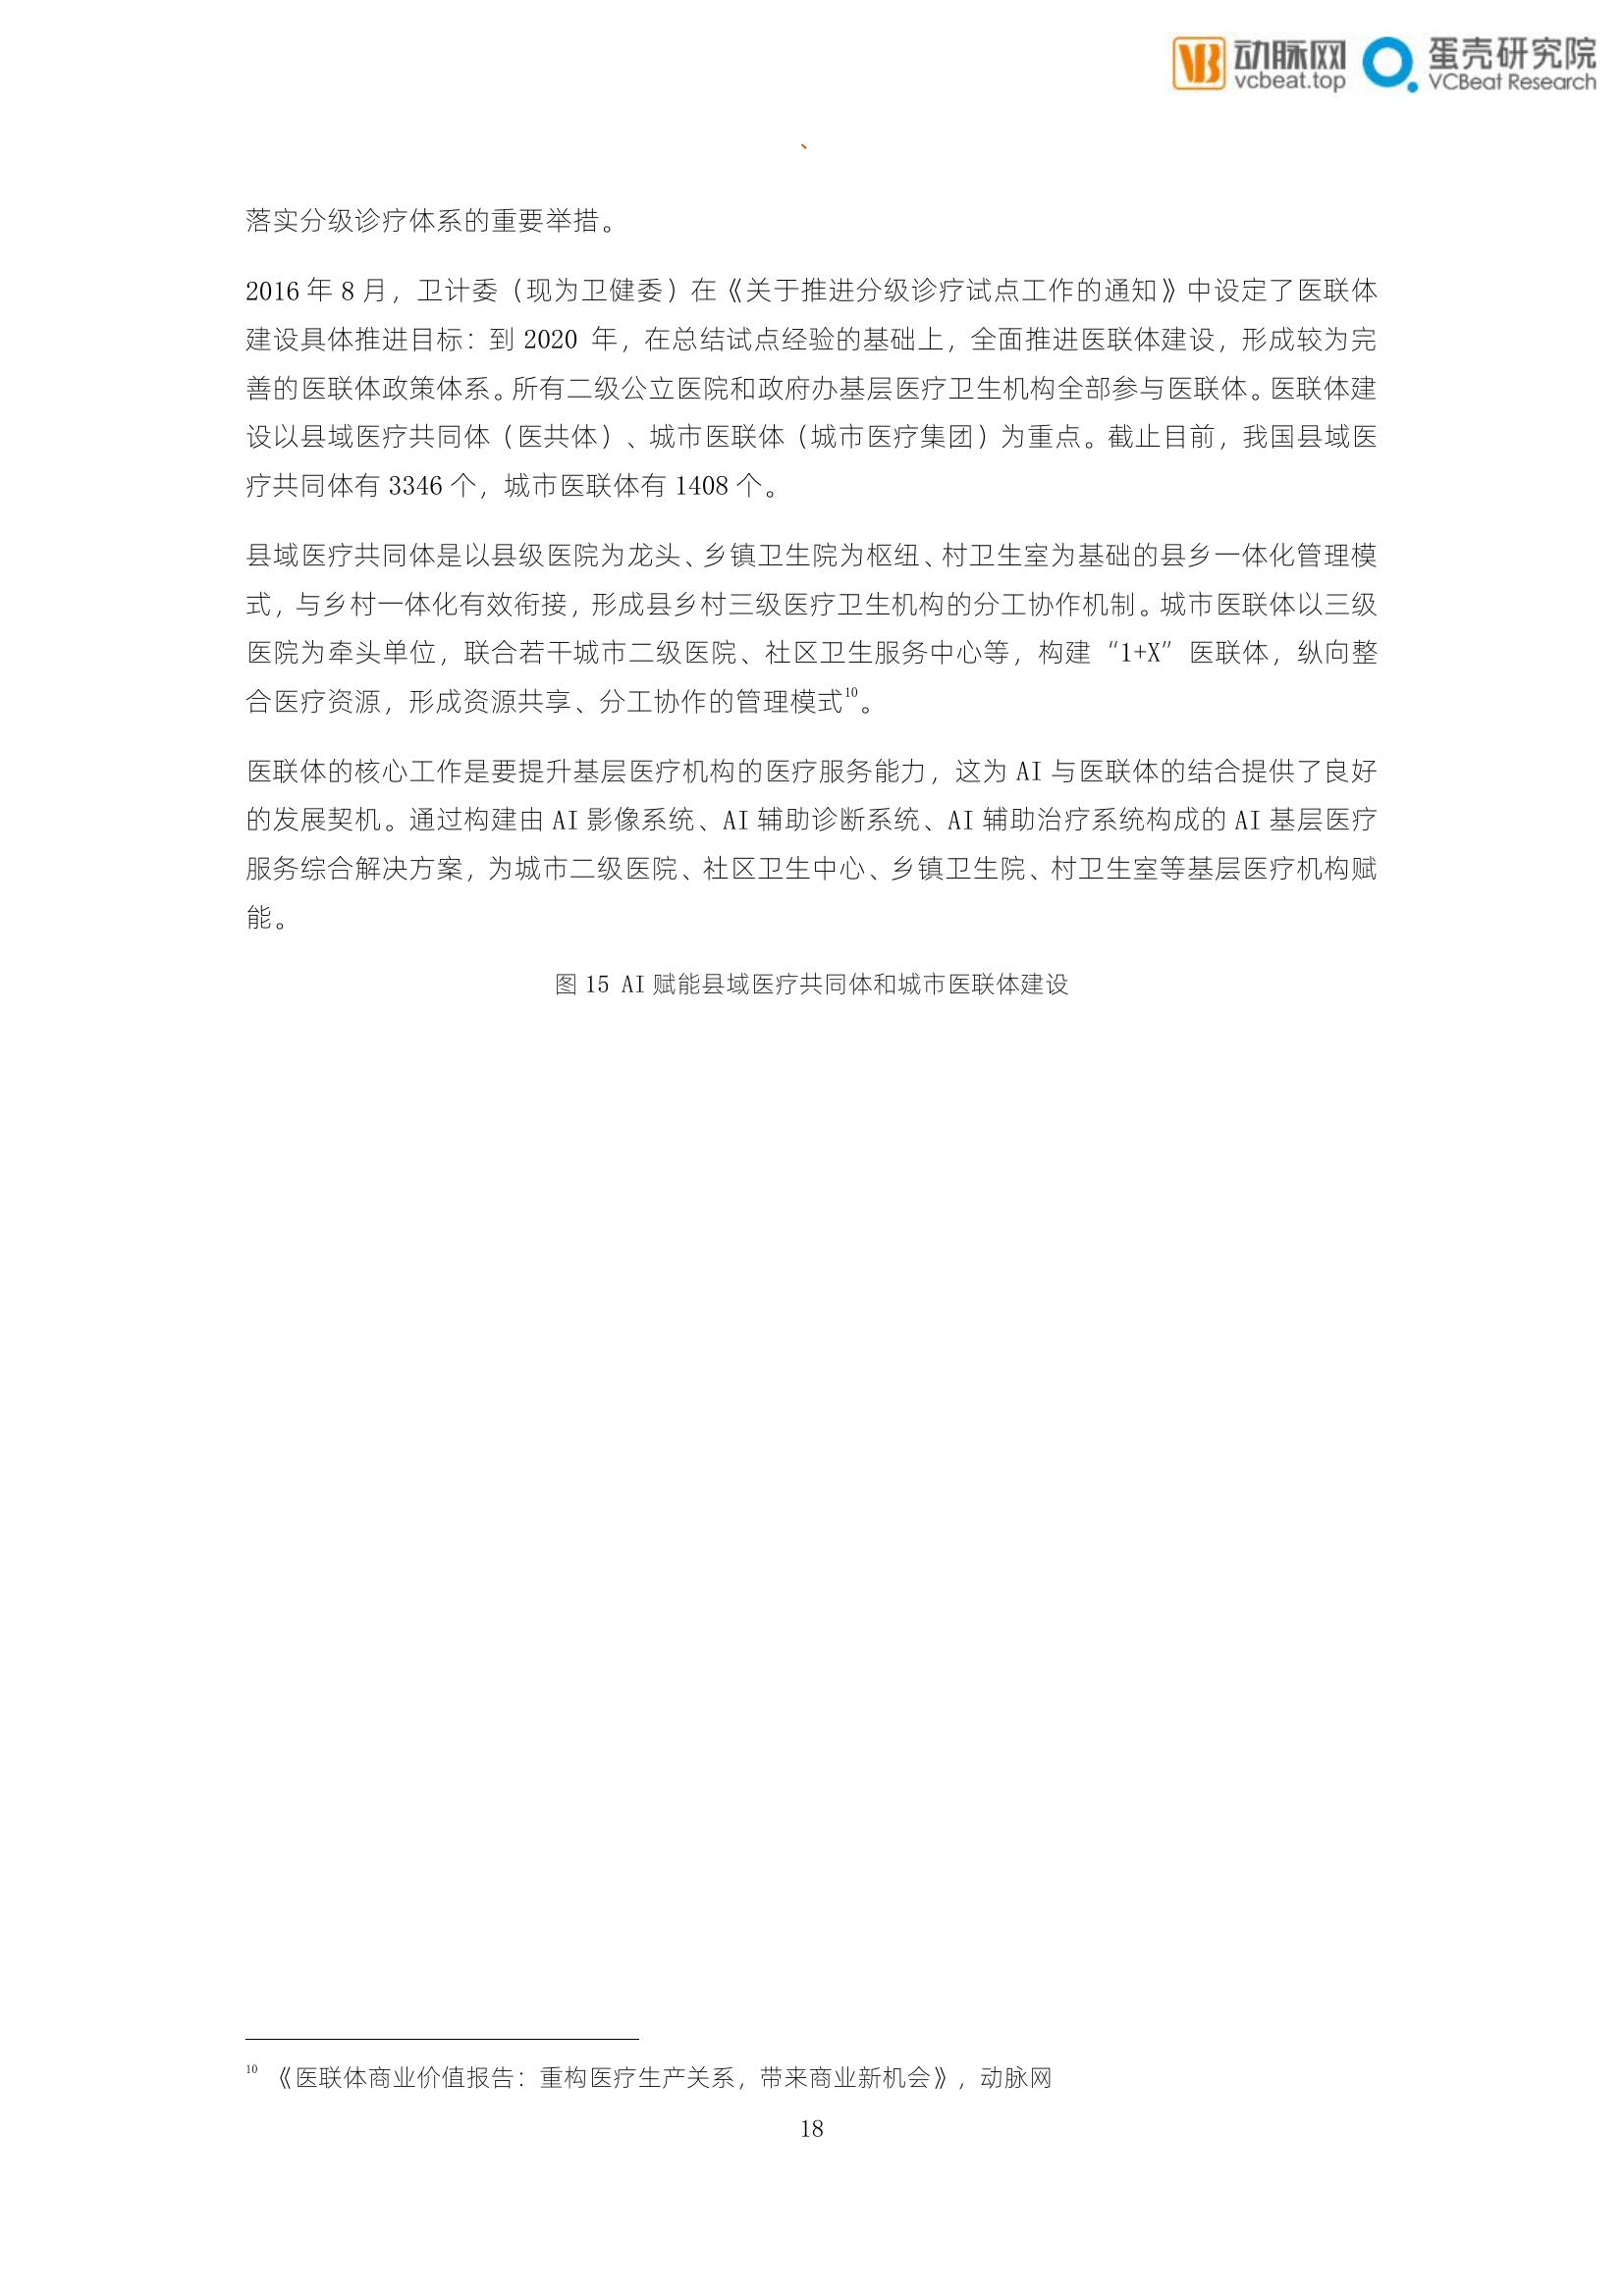 动脉网
vcbeat.top
蛋壳研究院
VCBeat Research
、
落实分级诊疗体系的重要举措。
2016 年 8 月，卫计委（现为卫健委）在《关于推进分级诊疗试点工作的通知》中设定了医联体
建设具体推进目标：到 2020 年，在总结试点经验的基础上，全面推进医联体建设，形成较为完
善的医联体政策体系。所有二级公立医院和政府办基层医疗卫生机构全部参与医联体。医联体建
设以县域医疗共同体（医共体）、城市医联体（城市医疗集团）为重点。截止目前，我国县域医
疗共同体有 3346 个，城市医联体有 1408 个。
县域医疗共同体是以县级医院为龙头、乡镇卫生院为枢纽、村卫生室为基础的县乡一体化管理模
式，与乡村一体化有效衔接，形成县乡村三级医疗卫生机构的分工协作机制。城市医联体以三级
医院为牵头单位，联合若干城市二级医院、社区卫生服务中心等，构建“1+X”医联体，纵向整
合医疗资源，形成资源共享、分工协作的管理模式10。
医联体的核心工作是要提升基层医疗机构的医疗服务能力，这为 AI 与医联体的结合提供了良好
的发展契机。通过构建由 AI 影像系统、AI 辅助诊断系统、AI 辅助治疗系统构成的 AI 基层医疗
服务综合解决方案，为城市二级医院、社区卫生中心、乡镇卫生院、村卫生室等基层医疗机构赋
能。
图 15 AI 赋能县域医疗共同体和城市医联体建设
10 《医联体商业价值报告：重构医疗生产关系，带来商业新机会》，动脉网
18